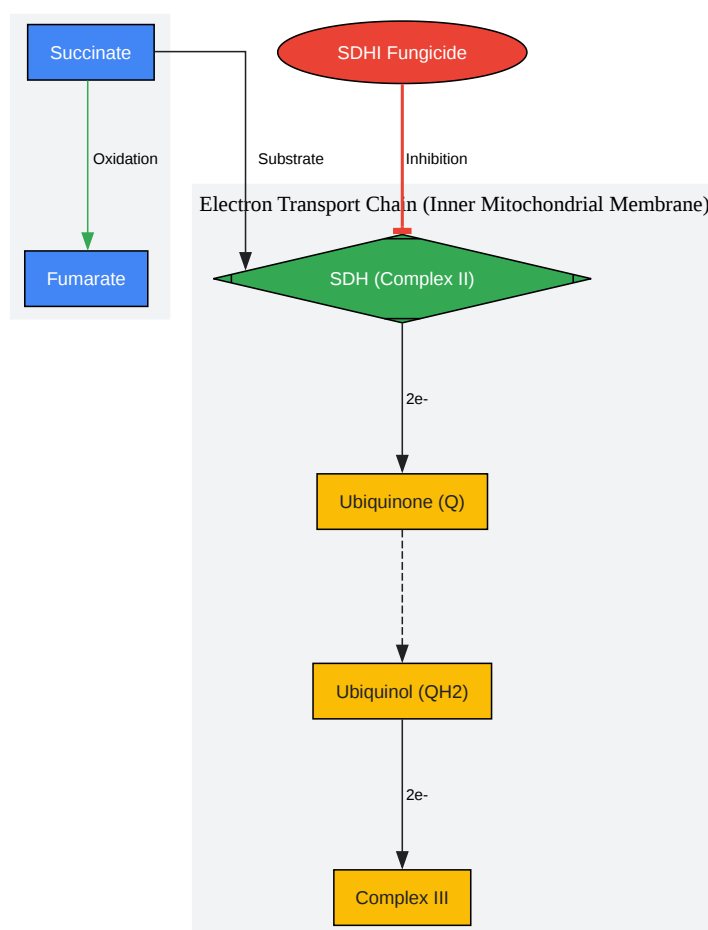 Succinate
SDHI Fungicide
Oxidation
Substrate
Inhibition
Electron Transport Chain (Inner Mitochondrial Membrane)
Fumarate
SDH (Complex II)
2e-
Ubiquinone (Q)
Ubiquinol (QH2)
2e-
Complex III